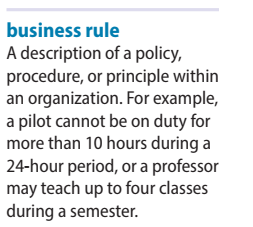 business rule
A description of a policy,
procedure, or principle within
an organization. For example,
a pilot cannot be on duty for
more than 10 hours during a
24-hour period, or a professor
may teach up to four classes
during a semester.